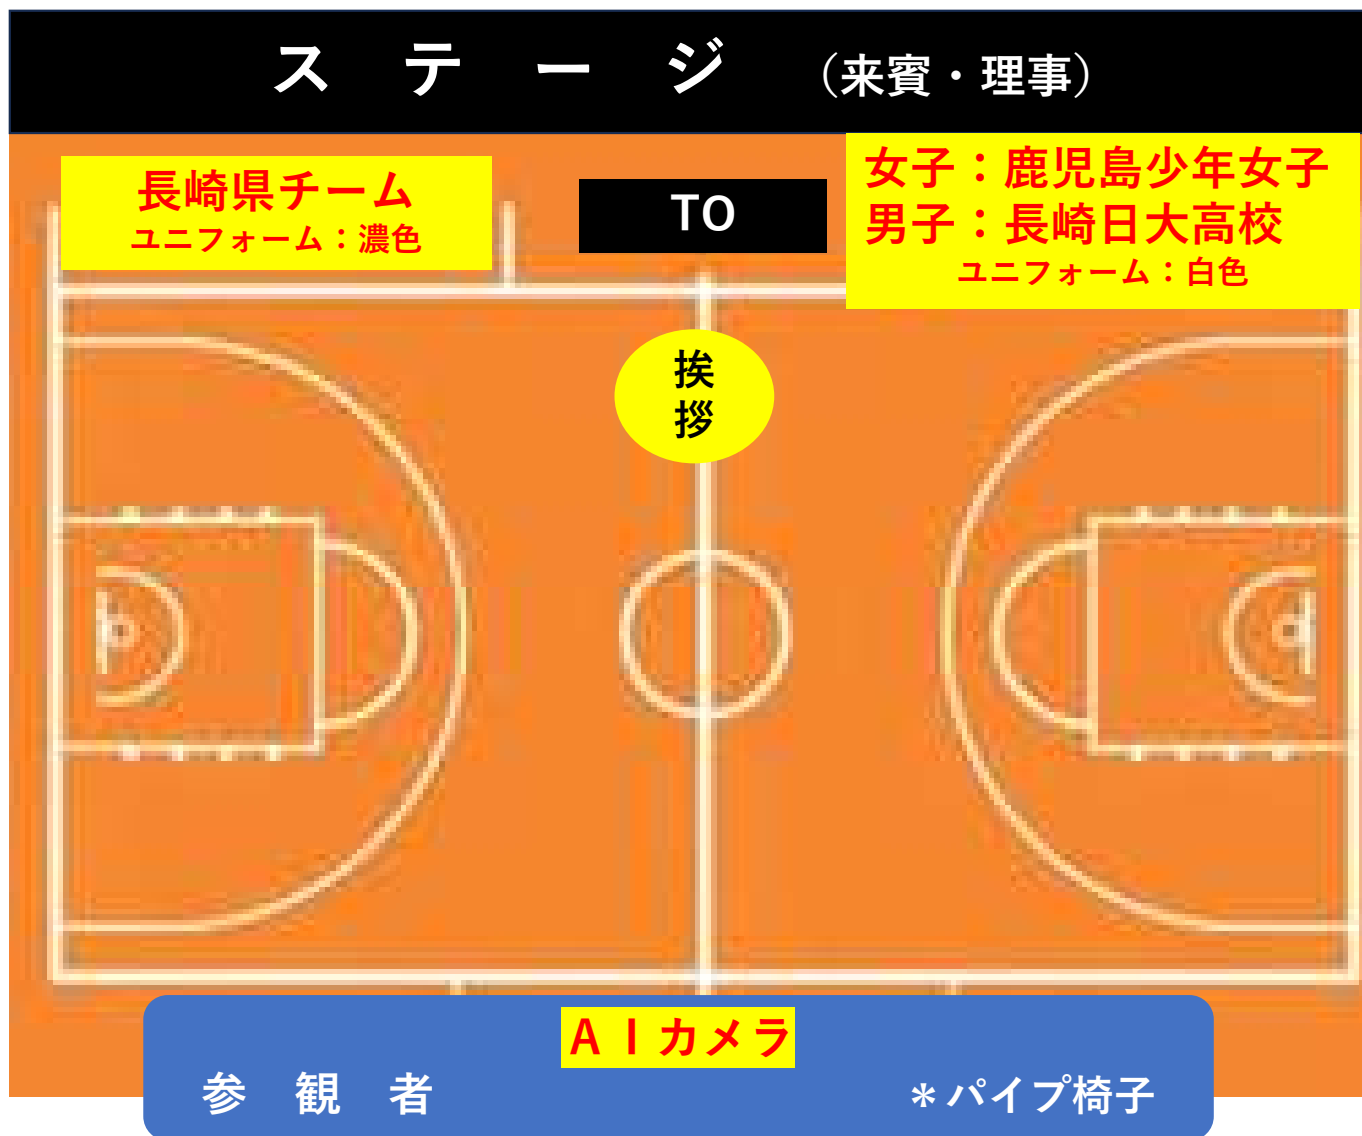 ステージ （来賓・理事）
長崎県チーム
ユニフォーム：濃色
TO
女子：鹿児島少年女子
男子：長崎日大高校
ユニフォーム：白色
挨
拶
ＡＩカメラ
参 観 者 ＊パイプ椅子